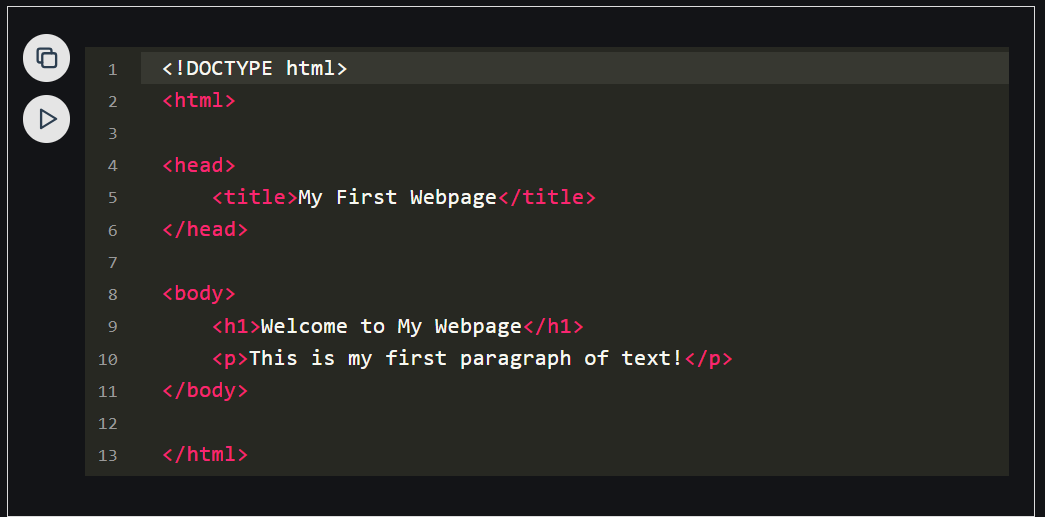 1 <!DOCTYPE html>
2 <html>
3
4 <head>
5     <title>My First Webpage</title>
6 </head>
7
8 <body>
9     <h1>Welcome to My Webpage</h1>
10     <p>This is my first paragraph of text!</p>
11 </body>
12
13 </html>